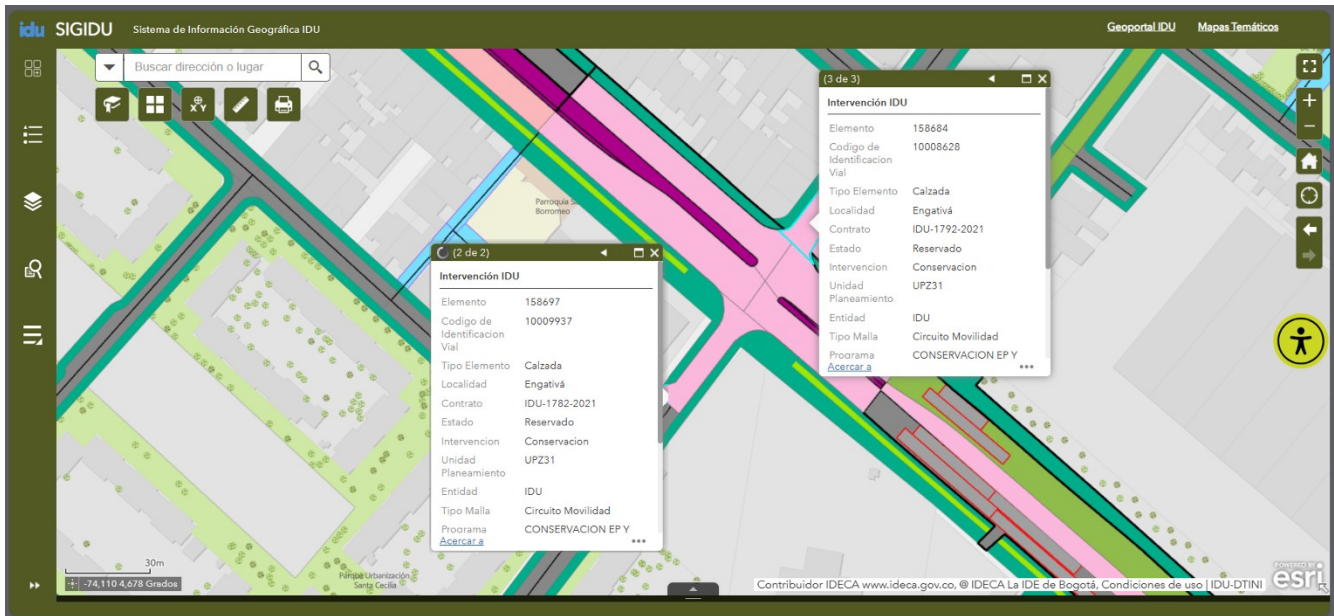 idu SIGIDU Sistema de Información Geográfica IDU
Geoportal IDU Mapas Temáticos
Buscar dirección o lugar
(3 de 3)
Intervención IDU
Elemento 158684
Codigo de Identificacion Vial 10008628
Tipo Elemento Calzada
Localidad Engativá
Contrato IDU-1792-2021
Estado Reservado
Intervencion Conservacion
Unidad Planeamiento UPZ31
Entidad IDU
Tipo Malla Circuito Movilidad
Programa CONSERVACION EP Y
Acercar a
Parroquia
Borromeo
(2 de 2)
Intervención IDU
Elemento 158697
Codigo de Identificacion Vial 10009937
Tipo Elemento Calzada
Localidad Engativá
Contrato IDU-1782-2021
Estado Reservado
Intervencion Conservacion
Unidad Planeamiento UPZ31
Entidad IDU
Tipo Malla Circuito Movilidad
Programa CONSERVACION EP Y
Acercar a
30m
-74,110 4,678 Grados
Parque Urbanización
Santa Cecilia
Contribuidor IDECA www.ideca.gov.co, @ IDECA La IDE de Bogotá, Condiciones de uso | IDU-DTINI
POWERED BY
esri